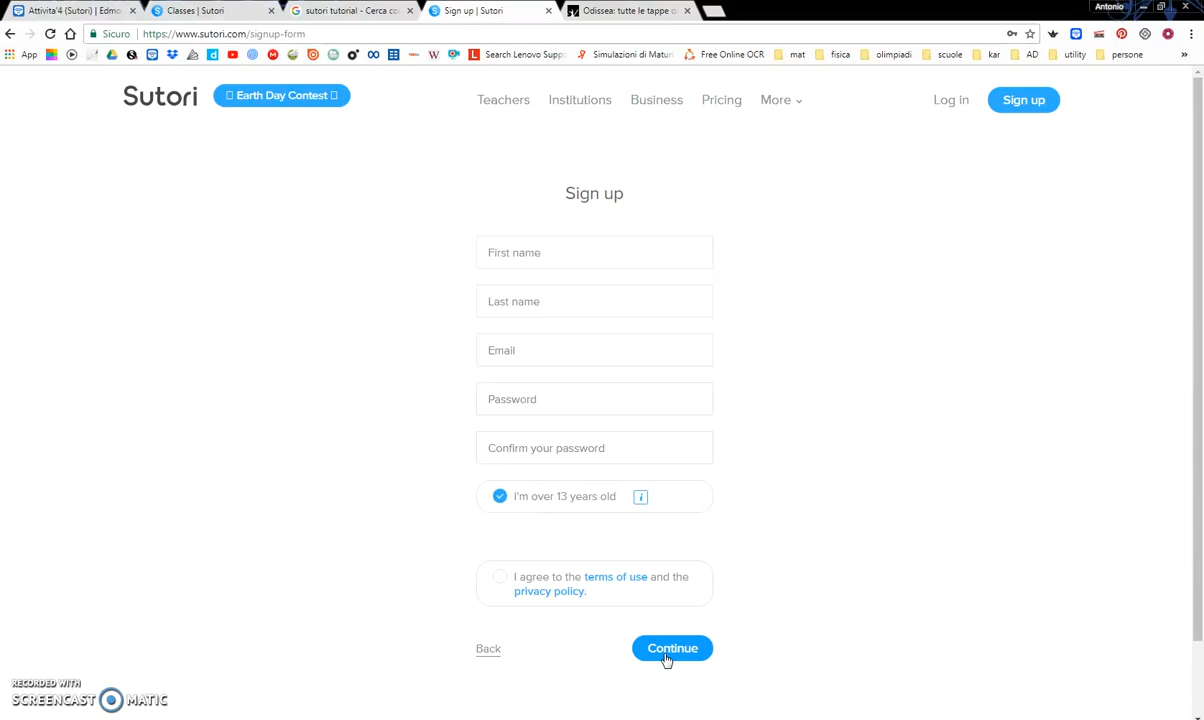 Attivita'4 (Sutori) | Edmo
Classes | Sutori
sutori tutorial - Cerca co
Sign up | Sutori
Odissea: tutte le tappe d
Antonio
Sicuro
https://www.sutori.com/signup-form
App
Search Lenovo Supp
Simulazioni di Maturi
Free Online OCR
mat
fisica
olimpiadi
scuole
kar
AD
utility
persone
Sutori
Earth Day Contest
Teachers
Institutions
Business
Pricing
More
Log in
Sign up
Sign up
First name
Last name
Email
Password
Confirm your password
I'm over 13 years old
i
I agree to the terms of use and the
privacy policy.
Back
Continue
RECORDED WITH
SCREENCAST MATIC